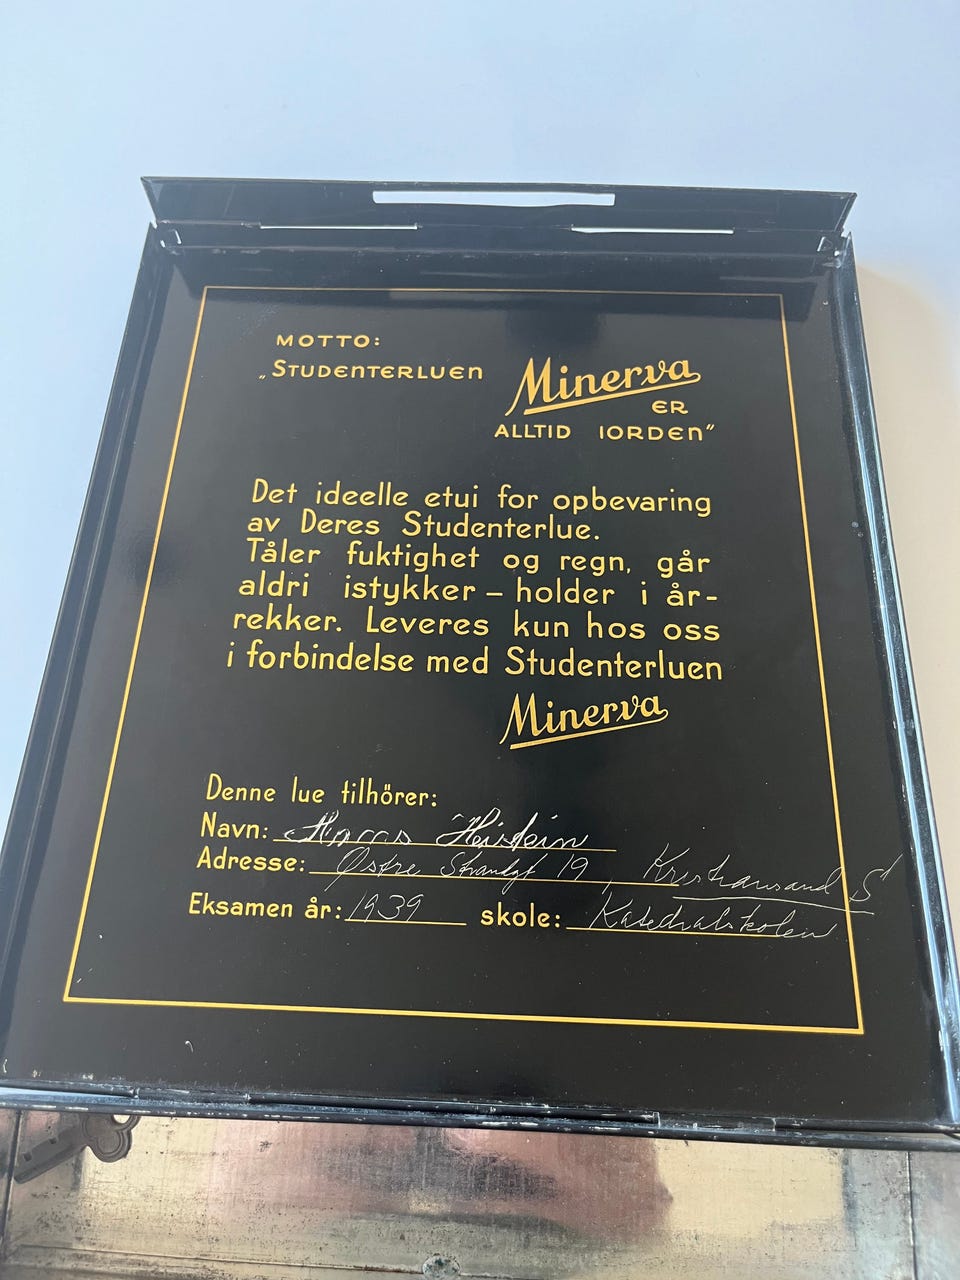 MOTTO:
„STUDENTERLUEN Minerva
ER
ALLTID IORDEN"
Det ideelle etui for opbevaring
av Deres Studenterlue.
Tåler fuktighet og regn, går
aldri istykker – holder i år-
rekker. Leveres kun hos oss
i forbindelse med Studenterluen
Minerva
Denne lue tilhörer:
Navn: Heistein
Adresse: Østre Strandgt 19 Kristiansand S
Eksamen år: 1939 skole: Katedralskolen